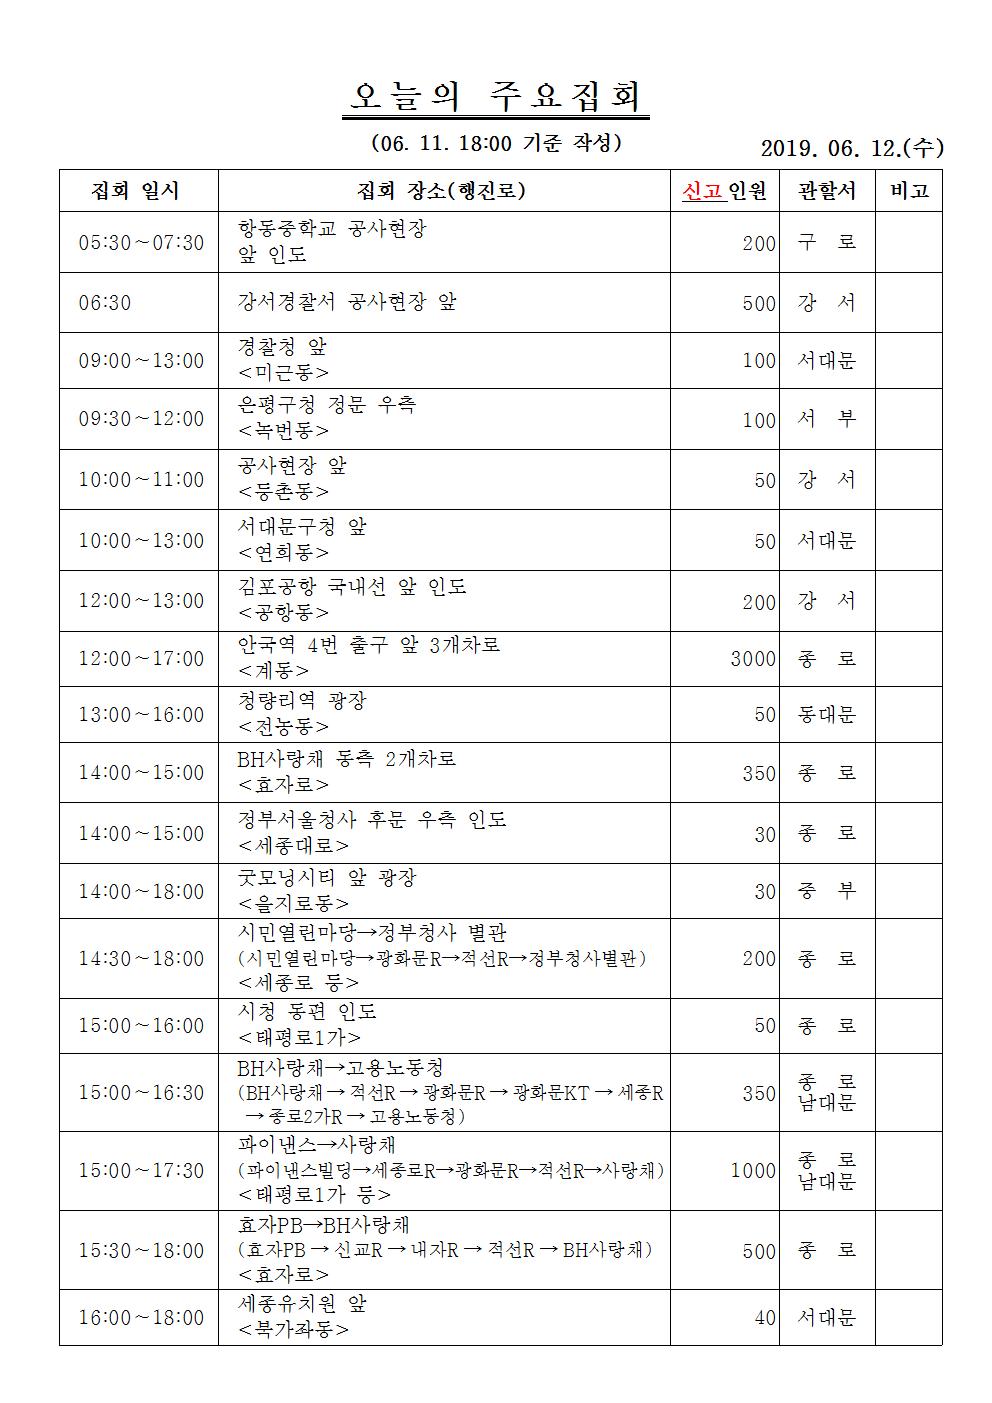 오늘의 주요집회
(06. 11. 18:00 기준 작성)
2019. 06. 12.(수)
집회 일시 집회 장소(행진로) 신고인원 관할서 비고
05:30~07:30 항동중학교 공사현장 200 구 로
앞 인도
06:30 강서경찰서 공사현장 앞 500 강 서
09:00~13:00 경찰청 앞 100 서대문
<미근동>
09:30~12:00 은평구청 정문 우측 100 서 부
<녹번동>
10:00~11:00 공사현장 앞 50 강 서
<등촌동>
10:00~13:00 서대문구청 앞 50 서대문
<연희동>
12:00~13:00 김포공항 국내선 앞 인도 200 강 서
<공항동>
12:00~17:00 안국역 4번 출구 앞 3개차로 3000 종 로
<계동>
13:00~16:00 청량리역 광장 50 동대문
<전농동>
14:00~15:00 BH사랑채 동측 2개차로 350 종 로
<효자로>
14:00~15:00 정부서울청사 후문 우측 인도 30 종 로
<세종대로>
14:00~18:00 굿모닝시티 앞 광장 30 중 부
<을지로동>
14:30~18:00 시민열린마당→정부청사 별관 200 종 로
(시민열린마당→광화문R→적선R→정부청사별관)
<세종로 등>
15:00~16:00 시청 동편 인도 50 종 로
<태평로1가>
15:00~16:30 BH사랑채→고용노동청 350 종 로
(BH사랑채→적선R→광화문R→광화문KT→세종R 남대문
→종로2가R→고용노동청)
15:00~17:30 파이낸스→사랑채 1000 종 로
(파이낸스빌딩→세종로R→광화문R→적선R→사랑채) 남대문
<태평로1가 등>
15:30~18:00 효자PB→BH사랑채 500 종 로
(효자PB→신교R→내자R→적선R→BH사랑채)
<효자로>
16:00~18:00 세종유치원 앞 40 서대문
<북가좌동>